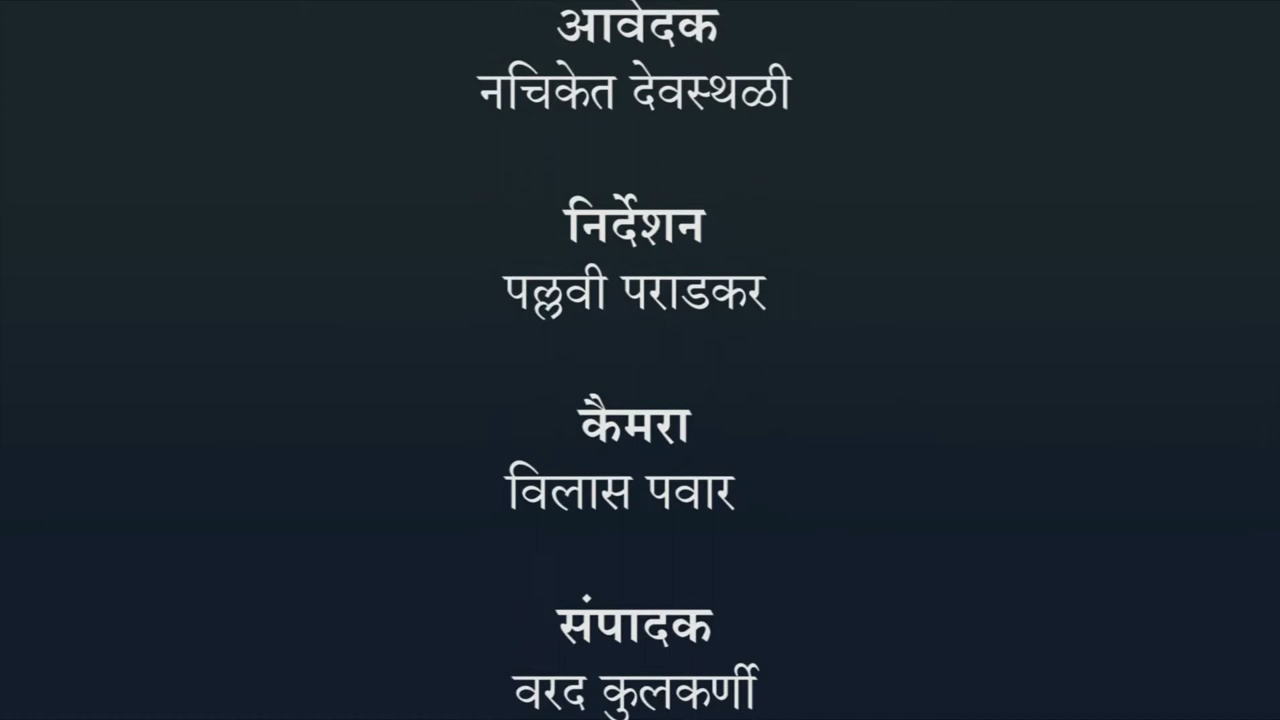 आवेदक
नचिकेत देवस्थळी
निर्देशन
पल्लवी पराडकर
कैमरा
विलास पवार
संपादक
वरद कुलकर्णी